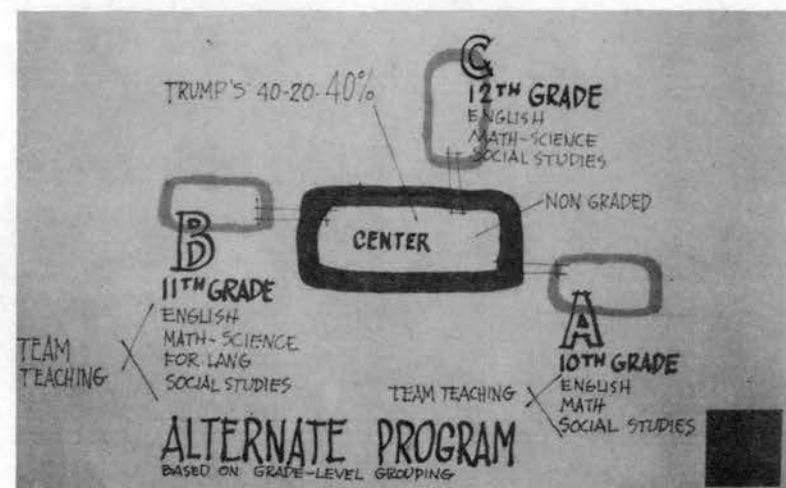 TRUMP'S 40-20-40%
C
12TH GRADE
ENGLISH
MATH-SCIENCE
SOCIAL STUDIES
NON GRADED
CENTER
B
11TH GRADE
ENGLISH
MATH-SCIENCE
FOR. LANG
SOCIAL STUDIES
TEAM
TEACHING
A
10TH GRADE
ENGLISH
MATH
SOCIAL STUDIES
TEAM TEACHING
ALTERNATE PROGRAM
BASED ON GRADE-LEVEL GROUPING